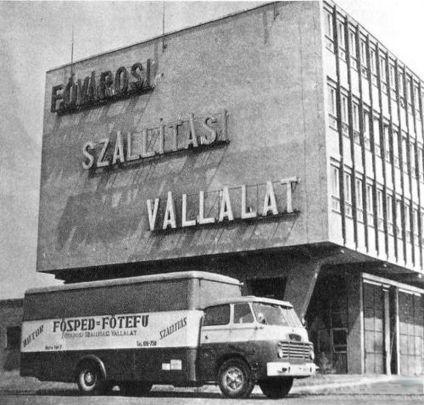 FŐVÁROSI
SZÁLLÍTÁSI
VÁLLALAT
BÚTOR
FŐSPED=FŐTEFU
SZÁLLÍTÁS
FŐVÁROSI SZÁLLÍTÁSI VÁLLALAT